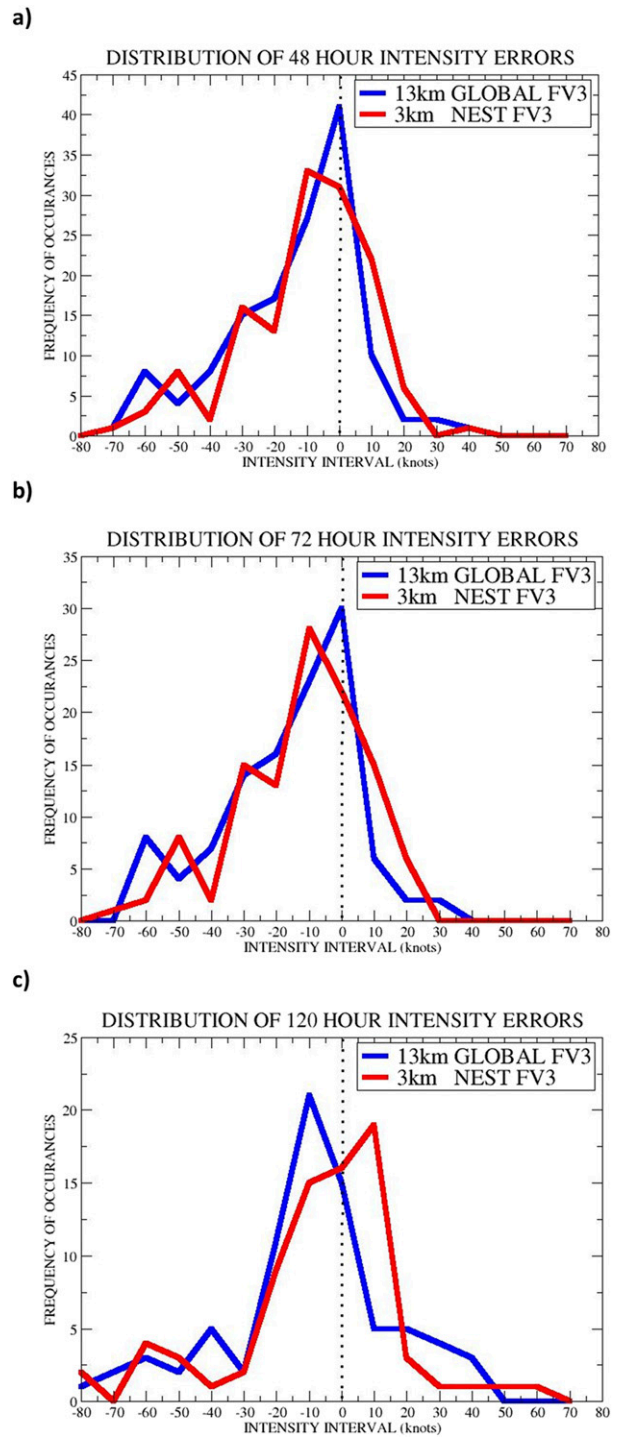 a)
DISTRIBUTION OF 48 HOUR INTENSITY ERRORS
13km GLOBAL FV3
3km NEST FV3
FREQUENCY OF OCCURANCES
45
40
35
30
25
20
15
10
5
0
-80 -70 -60 -50 -40 -30 -20 -10 0 10 20 30 40 50 60 70 80
INTENSITY INTERVAL (knots)
b)
DISTRIBUTION OF 72 HOUR INTENSITY ERRORS
13km GLOBAL FV3
3km NEST FV3
FREQUENCY OF OCCURANCES
35
30
25
20
15
10
5
0
-80 -70 -60 -50 -40 -30 -20 -10 0 10 20 30 40 50 60 70 80
INTENSITY INTERVAL (knots)
c)
DISTRIBUTION OF 120 HOUR INTENSITY ERRORS
13km GLOBAL FV3
3km NEST FV3
FREQUENCY OF OCCURANCES
25
20
15
10
5
0
-80 -70 -60 -50 -40 -30 -20 -10 0 10 20 30 40 50 60 70 80
INTENSITY INTERVAL (knots)